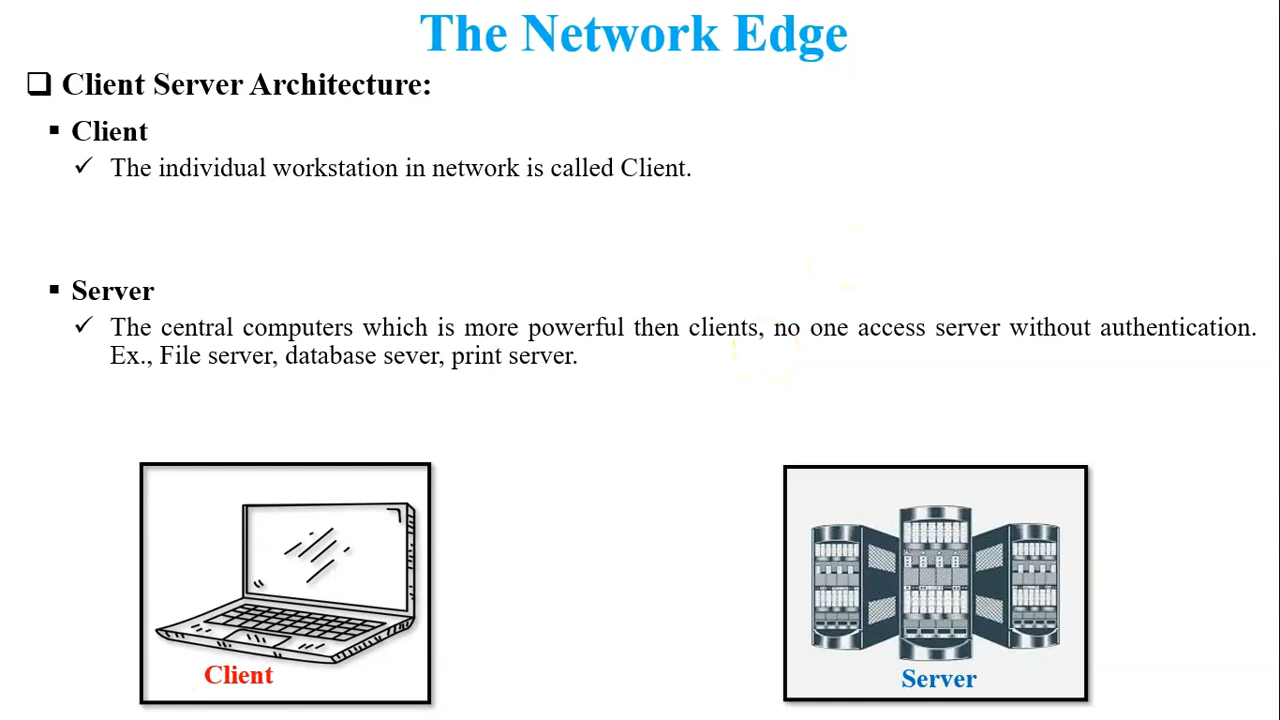 The Network Edge
Client Server Architecture:
Client
The individual workstation in network is called Client.
Server
The central computers which is more powerful then clients, no one access server without authentication.
Ex., File server, database sever, print server.
Client
Server